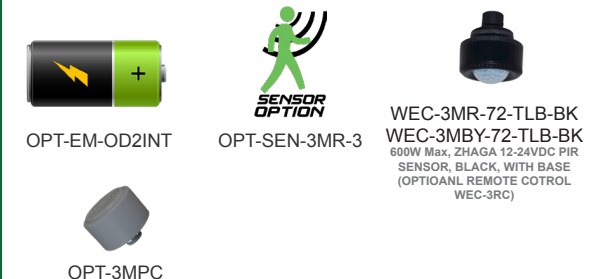 +
SENSOR
OPTION
OPT-EM-OD2INT
OPT-SEN-3MR-3
WEC-3MR-72-TLB-BK
WEC-3MBY-72-TLB-BK
600W Max, ZHAGA 12-24VDC PIR
SENSOR, BLACK, WITH BASE
(OPTIOANL REMOTE COTROL
WEC-3RC)
OPT-3MPC